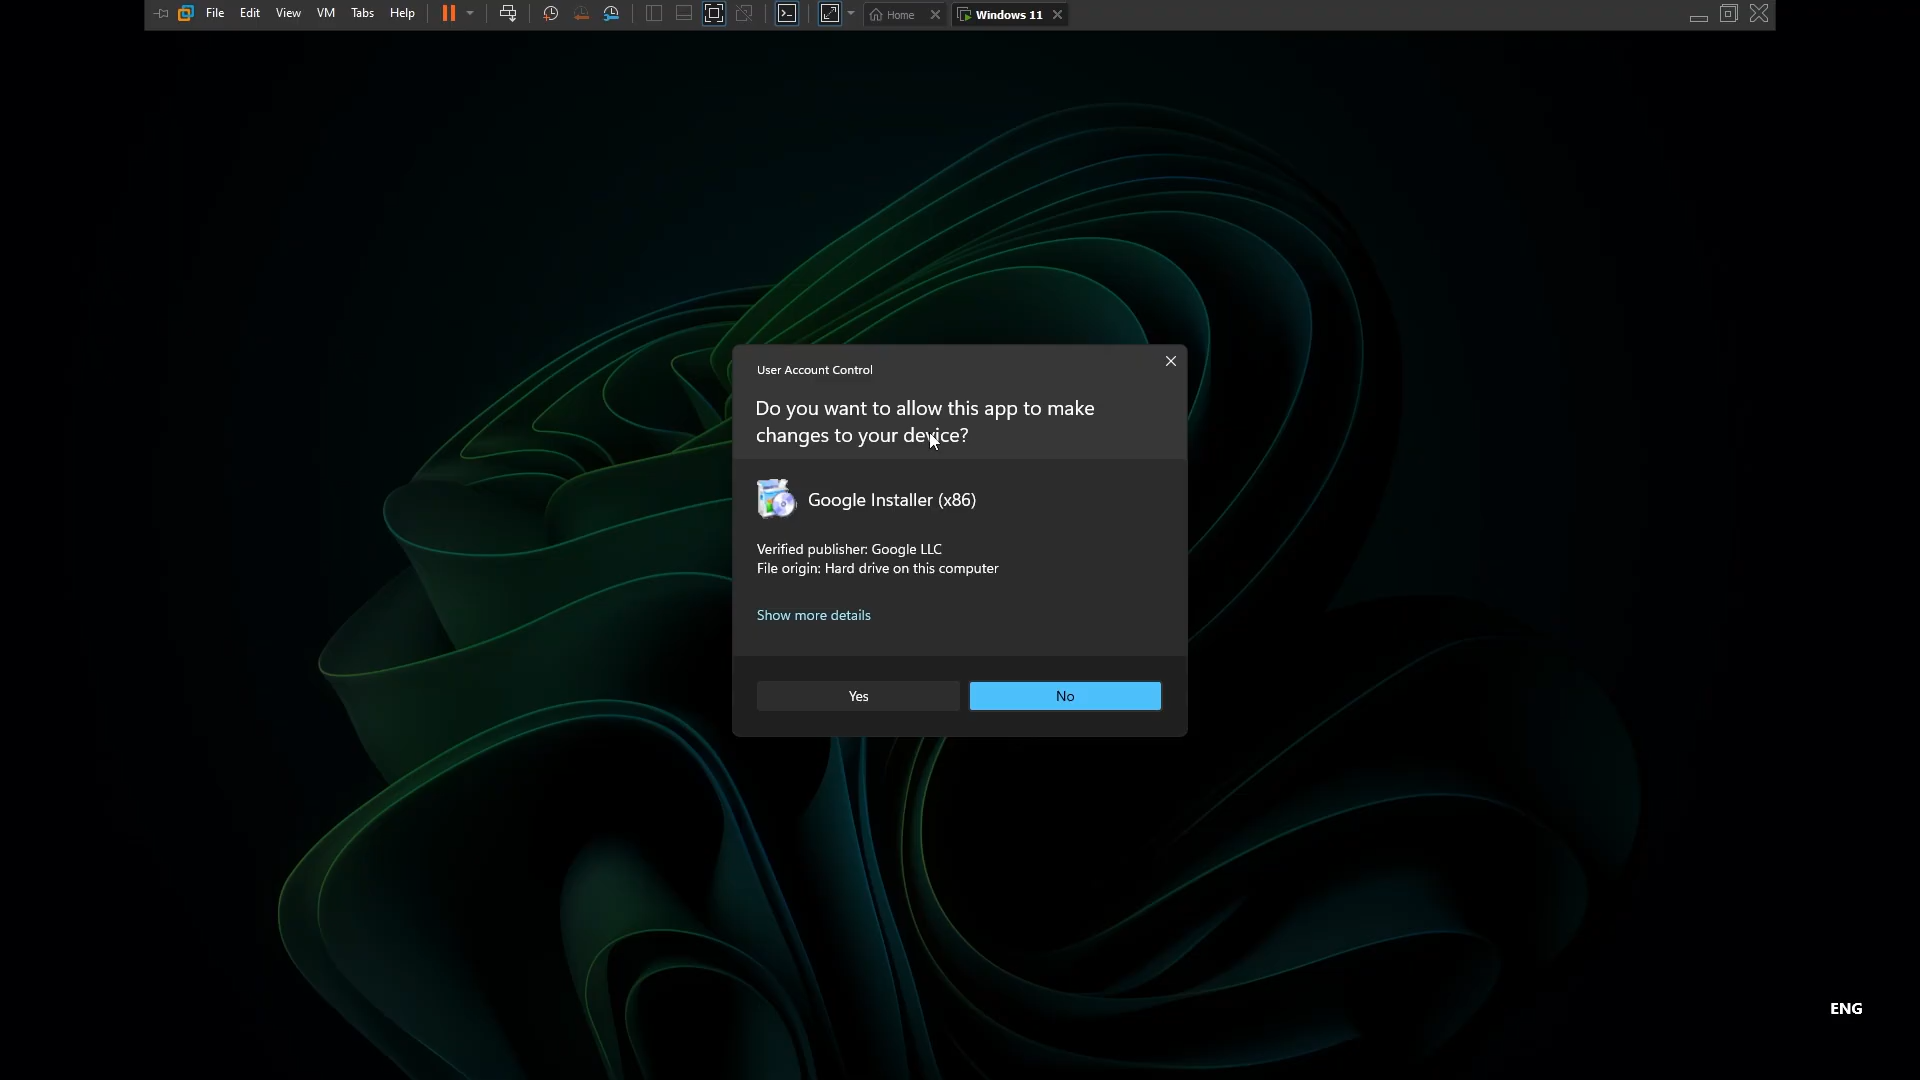 File Edit View VM Tabs Help Home Windows 11
User Account Control
Do you want to allow this app to make
changes to your device?
Google Installer (x86)
Verified publisher: Google LLC
File origin: Hard drive on this computer
Show more details
Yes No
ENG